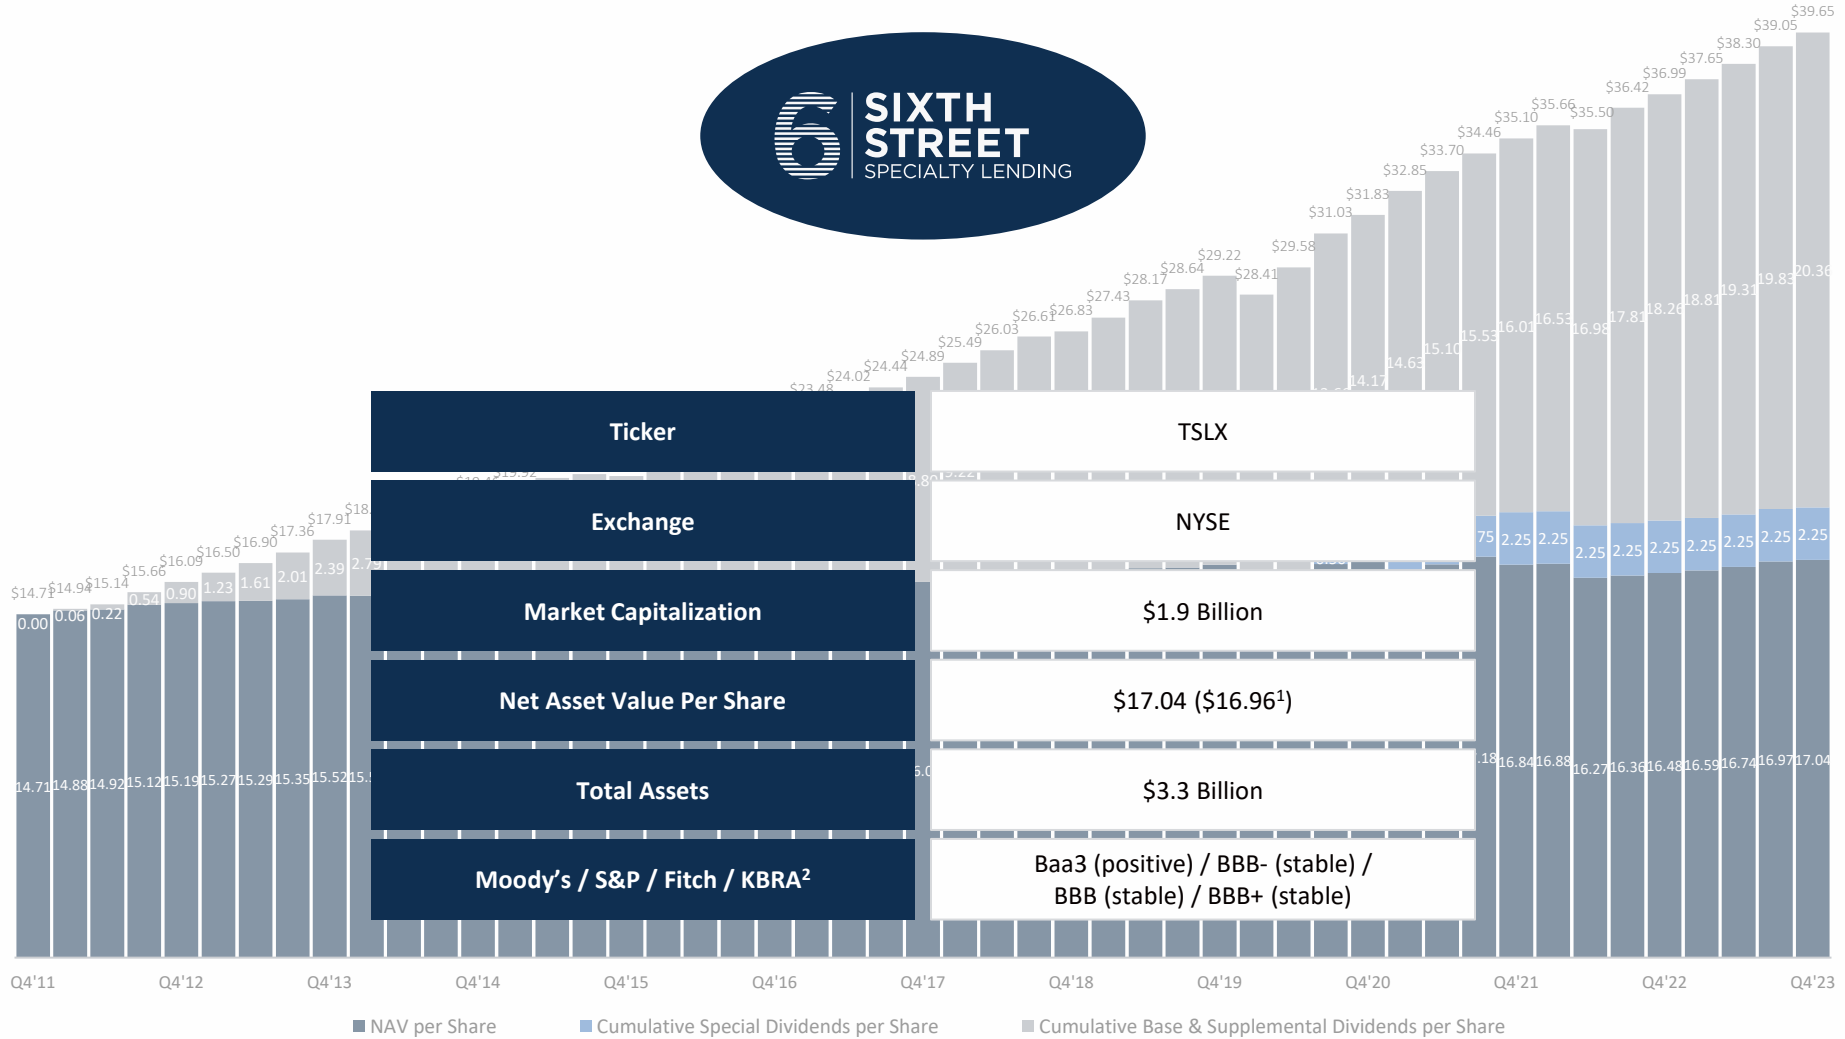 SIXTH
STREET
SPECIALTY LENDING
Ticker
TSLX
Exchange
NYSE
Market Capitalization
$1.9 Billion
Net Asset Value Per Share
$17.04 ($16.96¹)
Total Assets
$3.3 Billion
Moody’s / S&P / Fitch / KBRA²
Baa3 (positive) / BBB- (stable) /
BBB (stable) / BBB+ (stable)
$14.71 $14.94 $15.14 $15.66 $16.09 $16.50 $16.90 $17.36 $17.91
$19.92 $23.48 $24.02 $24.44 $24.89 $25.49 $26.03 $26.61 $26.83 $27.43 $28.17 $28.64 $29.22 $28.41 $29.58 $31.03 $31.83 $32.85 $33.70 $34.46 $35.10 $35.66 $35.50 $36.42 $36.99 $37.65 $38.30 $39.05 $39.65
0.00 0.06 0.22 0.54 0.90 1.23 1.61 2.01 2.39 2.79
14.17 14.63 15.10 15.53 16.01 16.53 16.98 17.81 18.26 18.81 19.31 19.83 20.36
2.25 2.25 2.25 2.25 2.25 2.25 2.25 2.25 2.25
14.71 14.88 14.92 15.12 15.19 15.27 15.29 15.35 15.52
16.84 16.88 16.27 16.36 16.48 16.59 16.74 16.97 17.04
Q4'11 Q4'12 Q4'13 Q4'14 Q4'15 Q4'16 Q4'17 Q4'18 Q4'19 Q4'20 Q4'21 Q4'22 Q4'23
NAV per Share
Cumulative Special Dividends per Share
Cumulative Base & Supplemental Dividends per Share